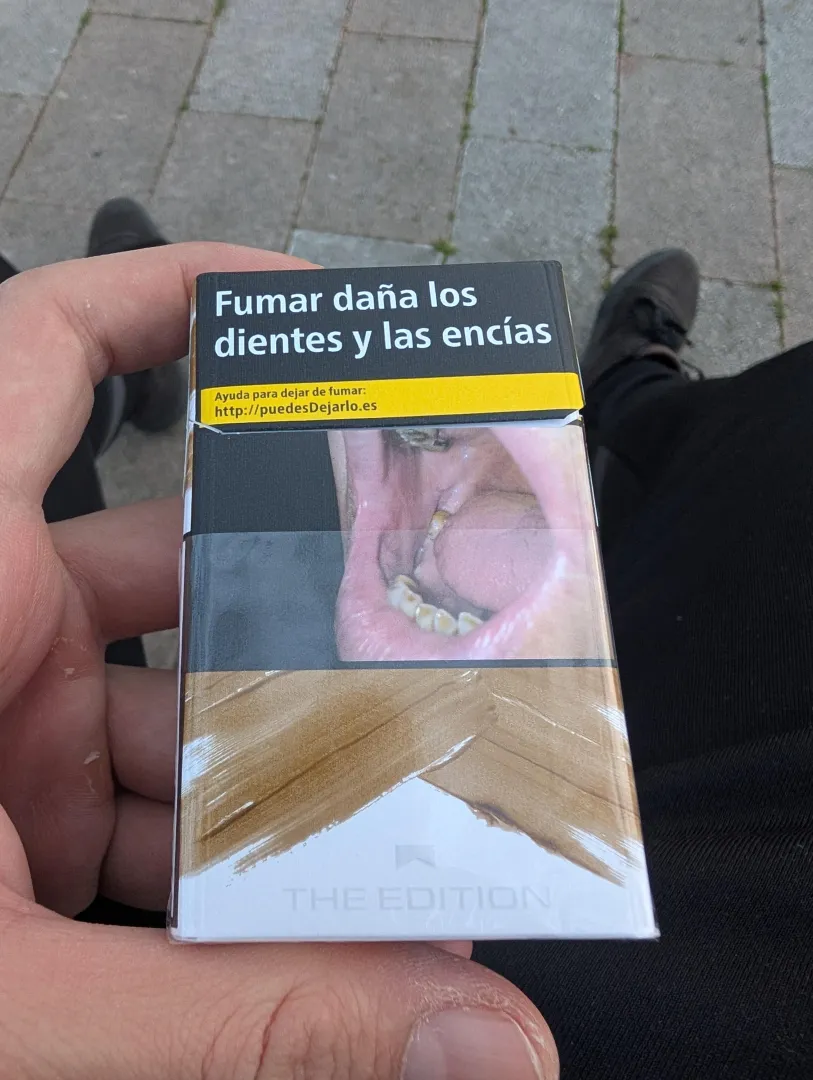 Fumar daña los
dientes y las encías
Ayuda para dejar de fumar:
http://puedesDejarlo.es
THE EDITION